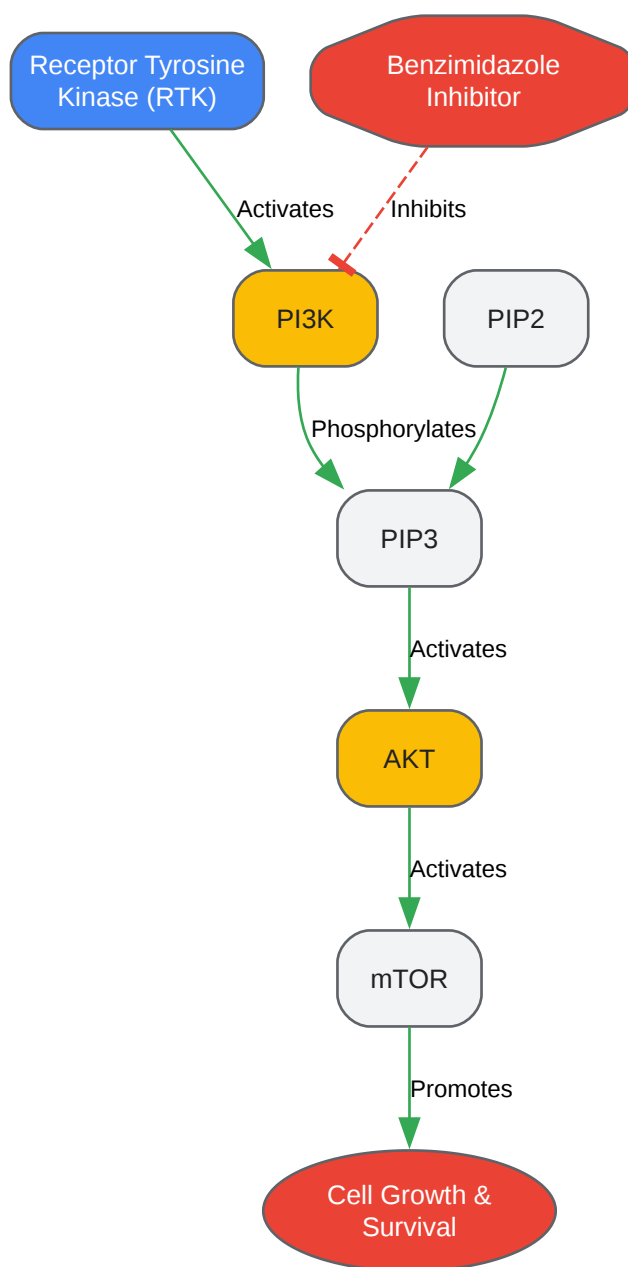 Receptor Tyrosine
Kinase (RTK)
Benzimidazole
Inhibitor
Activates
Inhibits
PI3K
PIP2
Phosphorylates
PIP3
Activates
AKT
Activates
mTOR
Promotes
Cell Growth &
Survival